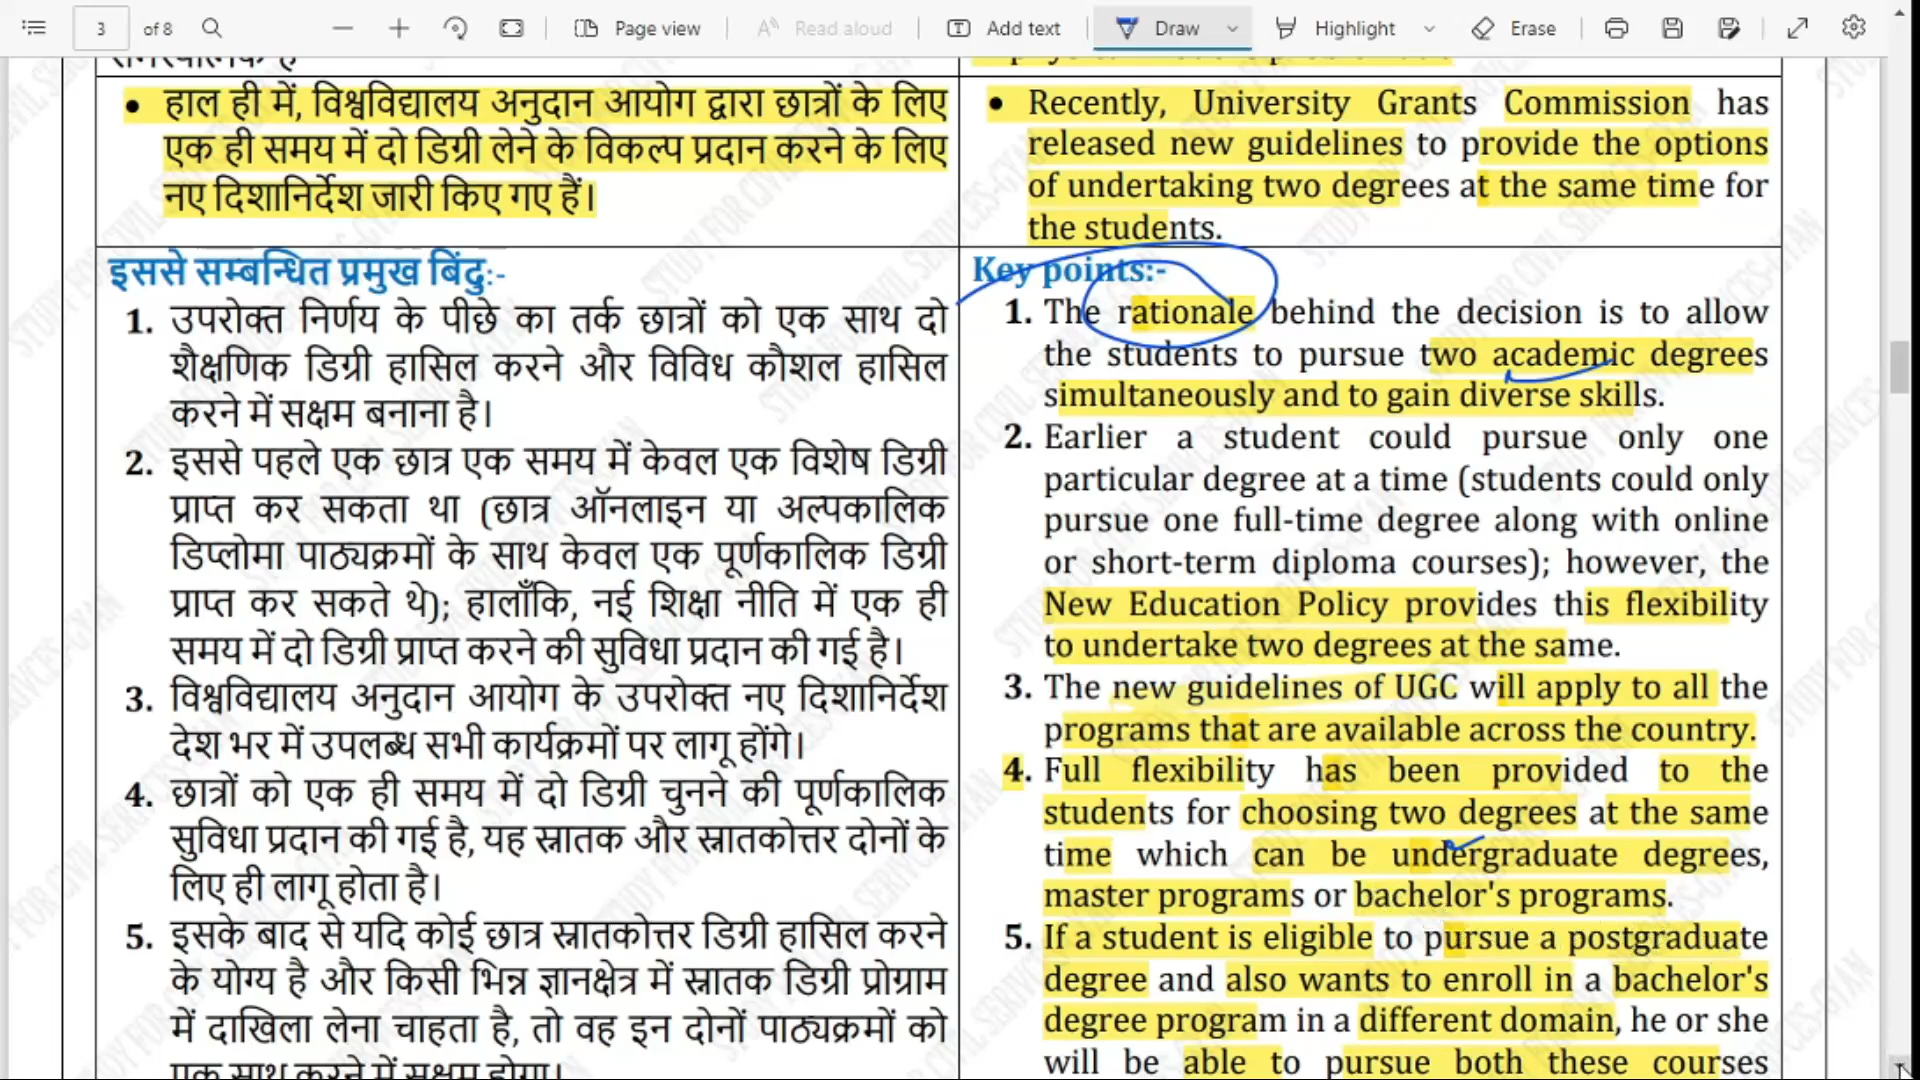 3 of 8 Page view Read aloud Add text Draw Highlight Erase
हाल ही में, विश्वविद्यालय अनुदान आयोग द्वारा छात्रों के लिए
एक ही समय में दो डिग्री लेने के विकल्प प्रदान करने के लिए
नए दिशानिर्देश जारी किए गए हैं।
इससे सम्बन्धित प्रमुख बिंदु:-
1. उपरोक्त निर्णय के पीछे का तर्क छात्रों को एक साथ दो
शैक्षणिक डिग्री हासिल करने और विविध कौशल हासिल
करने में सक्षम बनाना है।
2. इससे पहले एक छात्र एक समय में केवल एक विशेष डिग्री
प्राप्त कर सकता था (छात्र ऑनलाइन या अल्पकालिक
डिप्लोमा पाठ्यक्रमों के साथ केवल एक पूर्णकालिक डिग्री
प्राप्त कर सकते थे); हालाँकि, नई शिक्षा नीति में एक ही
समय में दो डिग्री प्राप्त करने की सुविधा प्रदान की गई है।
3. विश्वविद्यालय अनुदान आयोग के उपरोक्त नए दिशानिर्देश
देश भर में उपलब्ध सभी कार्यक्रमों पर लागू होंगे।
4. छात्रों को एक ही समय में दो डिग्री चुनने की पूर्णकालिक
सुविधा प्रदान की गई है, यह स्नातक और स्नातकोत्तर दोनों के
लिए ही लागू होता है।
5. इसके बाद से यदि कोई छात्र स्नातकोत्तर डिग्री हासिल करने
के योग्य है और किसी भिन्न ज्ञानक्षेत्र में स्नातक डिग्री प्रोग्राम
में दाखिला लेना चाहता है, तो वह इन दोनों पाठ्यक्रमों को
एक साथ करने में सक्षम होगा।
Recently, University Grants Commission has
released new guidelines to provide the options
of undertaking two degrees at the same time for
the students.
Key points:-
1. The rationale behind the decision is to allow
the students to pursue two academic degrees
simultaneously and to gain diverse skills.
2. Earlier a student could pursue only one
particular degree at a time (students could only
pursue one full-time degree along with online
or short-term diploma courses); however, the
New Education Policy provides this flexibility
to undertake two degrees at the same.
3. The new guidelines of UGC will apply to all the
programs that are available across the country.
4. Full flexibility has been provided to the
students for choosing two degrees at the same
time which can be undergraduate degrees,
master programs or bachelor's programs.
5. If a student is eligible to pursue a postgraduate
degree and also wants to enroll in a bachelor's
degree program in a different domain, he or she
will be able to pursue both these courses